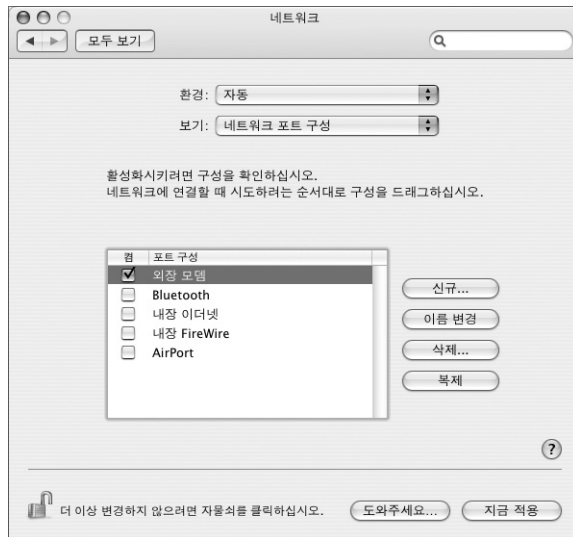 네트워크
모두 보기
환경: 자동
보기: 네트워크 포트 구성
활성화시키려면 구성을 확인하십시오.
네트워크에 연결할 때 시도하려는 순서대로 구성을 드래그하십시오.
켬 포트 구성
외장 모뎀
Bluetooth
내장 이더넷
내장 FireWire
AirPort
신규...
이름 변경
삭제...
복제
?
더 이상 변경하지 않으려면 자물쇠를 클릭하십시오.
도와주세요...
지금 적용